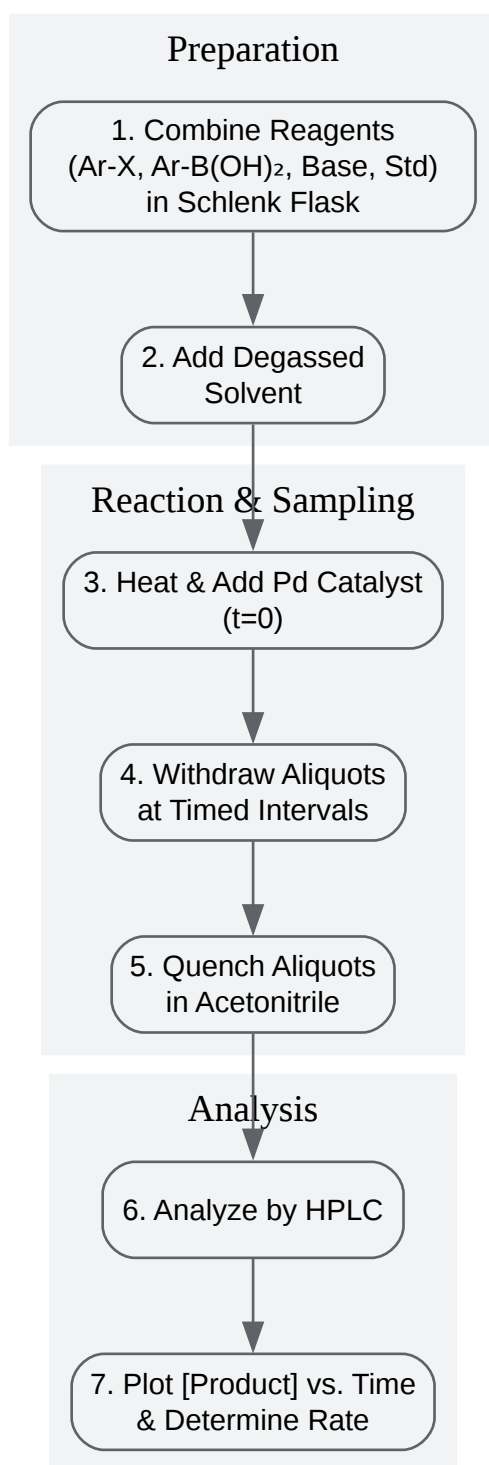 Preparation
1. Combine Reagents
(Ar-X, Ar-B(OH)₂, Base, Std)
in Schlenk Flask
2. Add Degassed
Solvent
Reaction & Sampling
3. Heat & Add Pd Catalyst
(t=0)
4. Withdraw Aliquots
at Timed Intervals
5. Quench Aliquots
in Acetonitrile
Analysis
6. Analyze by HPLC
7. Plot [Product] vs. Time
& Determine Rate